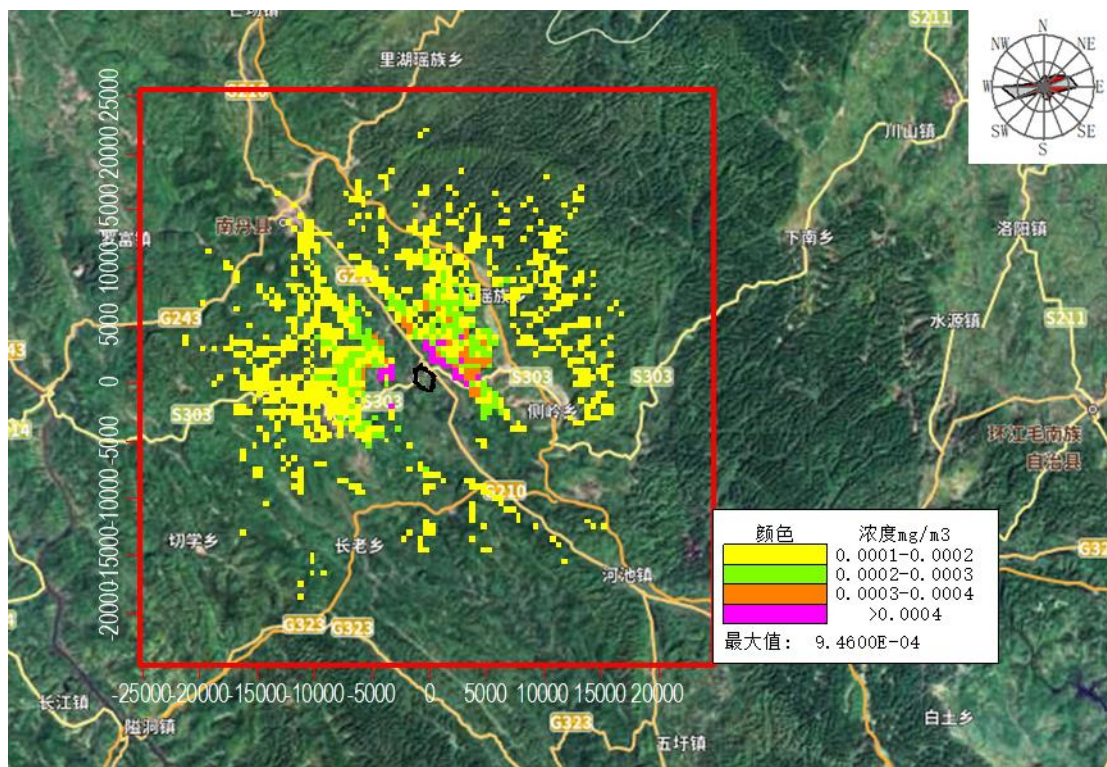 S211
N
NW
NE
W
E
SW
SE
S
里湖瑶族乡
川山镇
南丹县
下南乡
洛阳镇
G243
水源镇
S211
S303
S303
S303
S303
侧岭乡
环江毛南族
自治县
G210
切学乡
长老乡
河池镇
G323
G323
长江镇
隘洞镇
G323
五圩镇
白土乡
25000
20000
15000
10000
5000
0
-5000
-10000
-15000
-20000
-25000
-20000
-15000
-10000
-5000
0
5000
10000
15000
20000
颜色 浓度mg/m3
0.0001-0.0002
0.0002-0.0003
0.0003-0.0004
>0.0004
最大值: 9.4600E-04